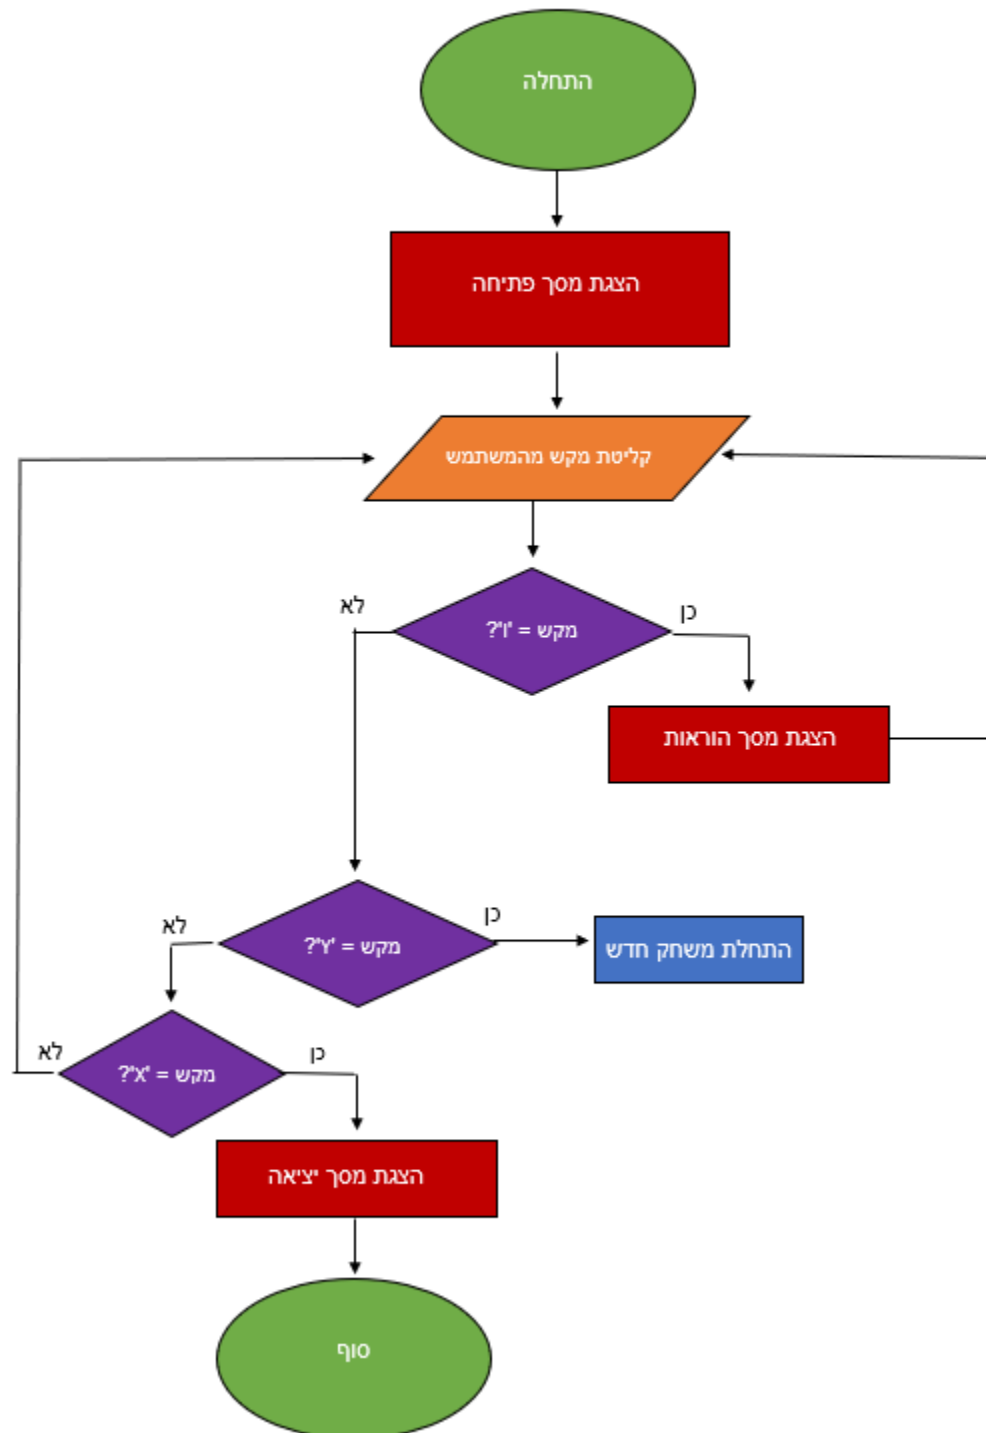 התחלה
הצגת מסך פתיחה
קליטת מקש מהמשתמש
מקש = 'I'?
כן
לא
הצגת מסך הוראות
מקש = 'Y'?
כן
לא
התחלת משחק חדש
מקש = 'X'?
כן
לא
הצגת מסך יציאה
סוף